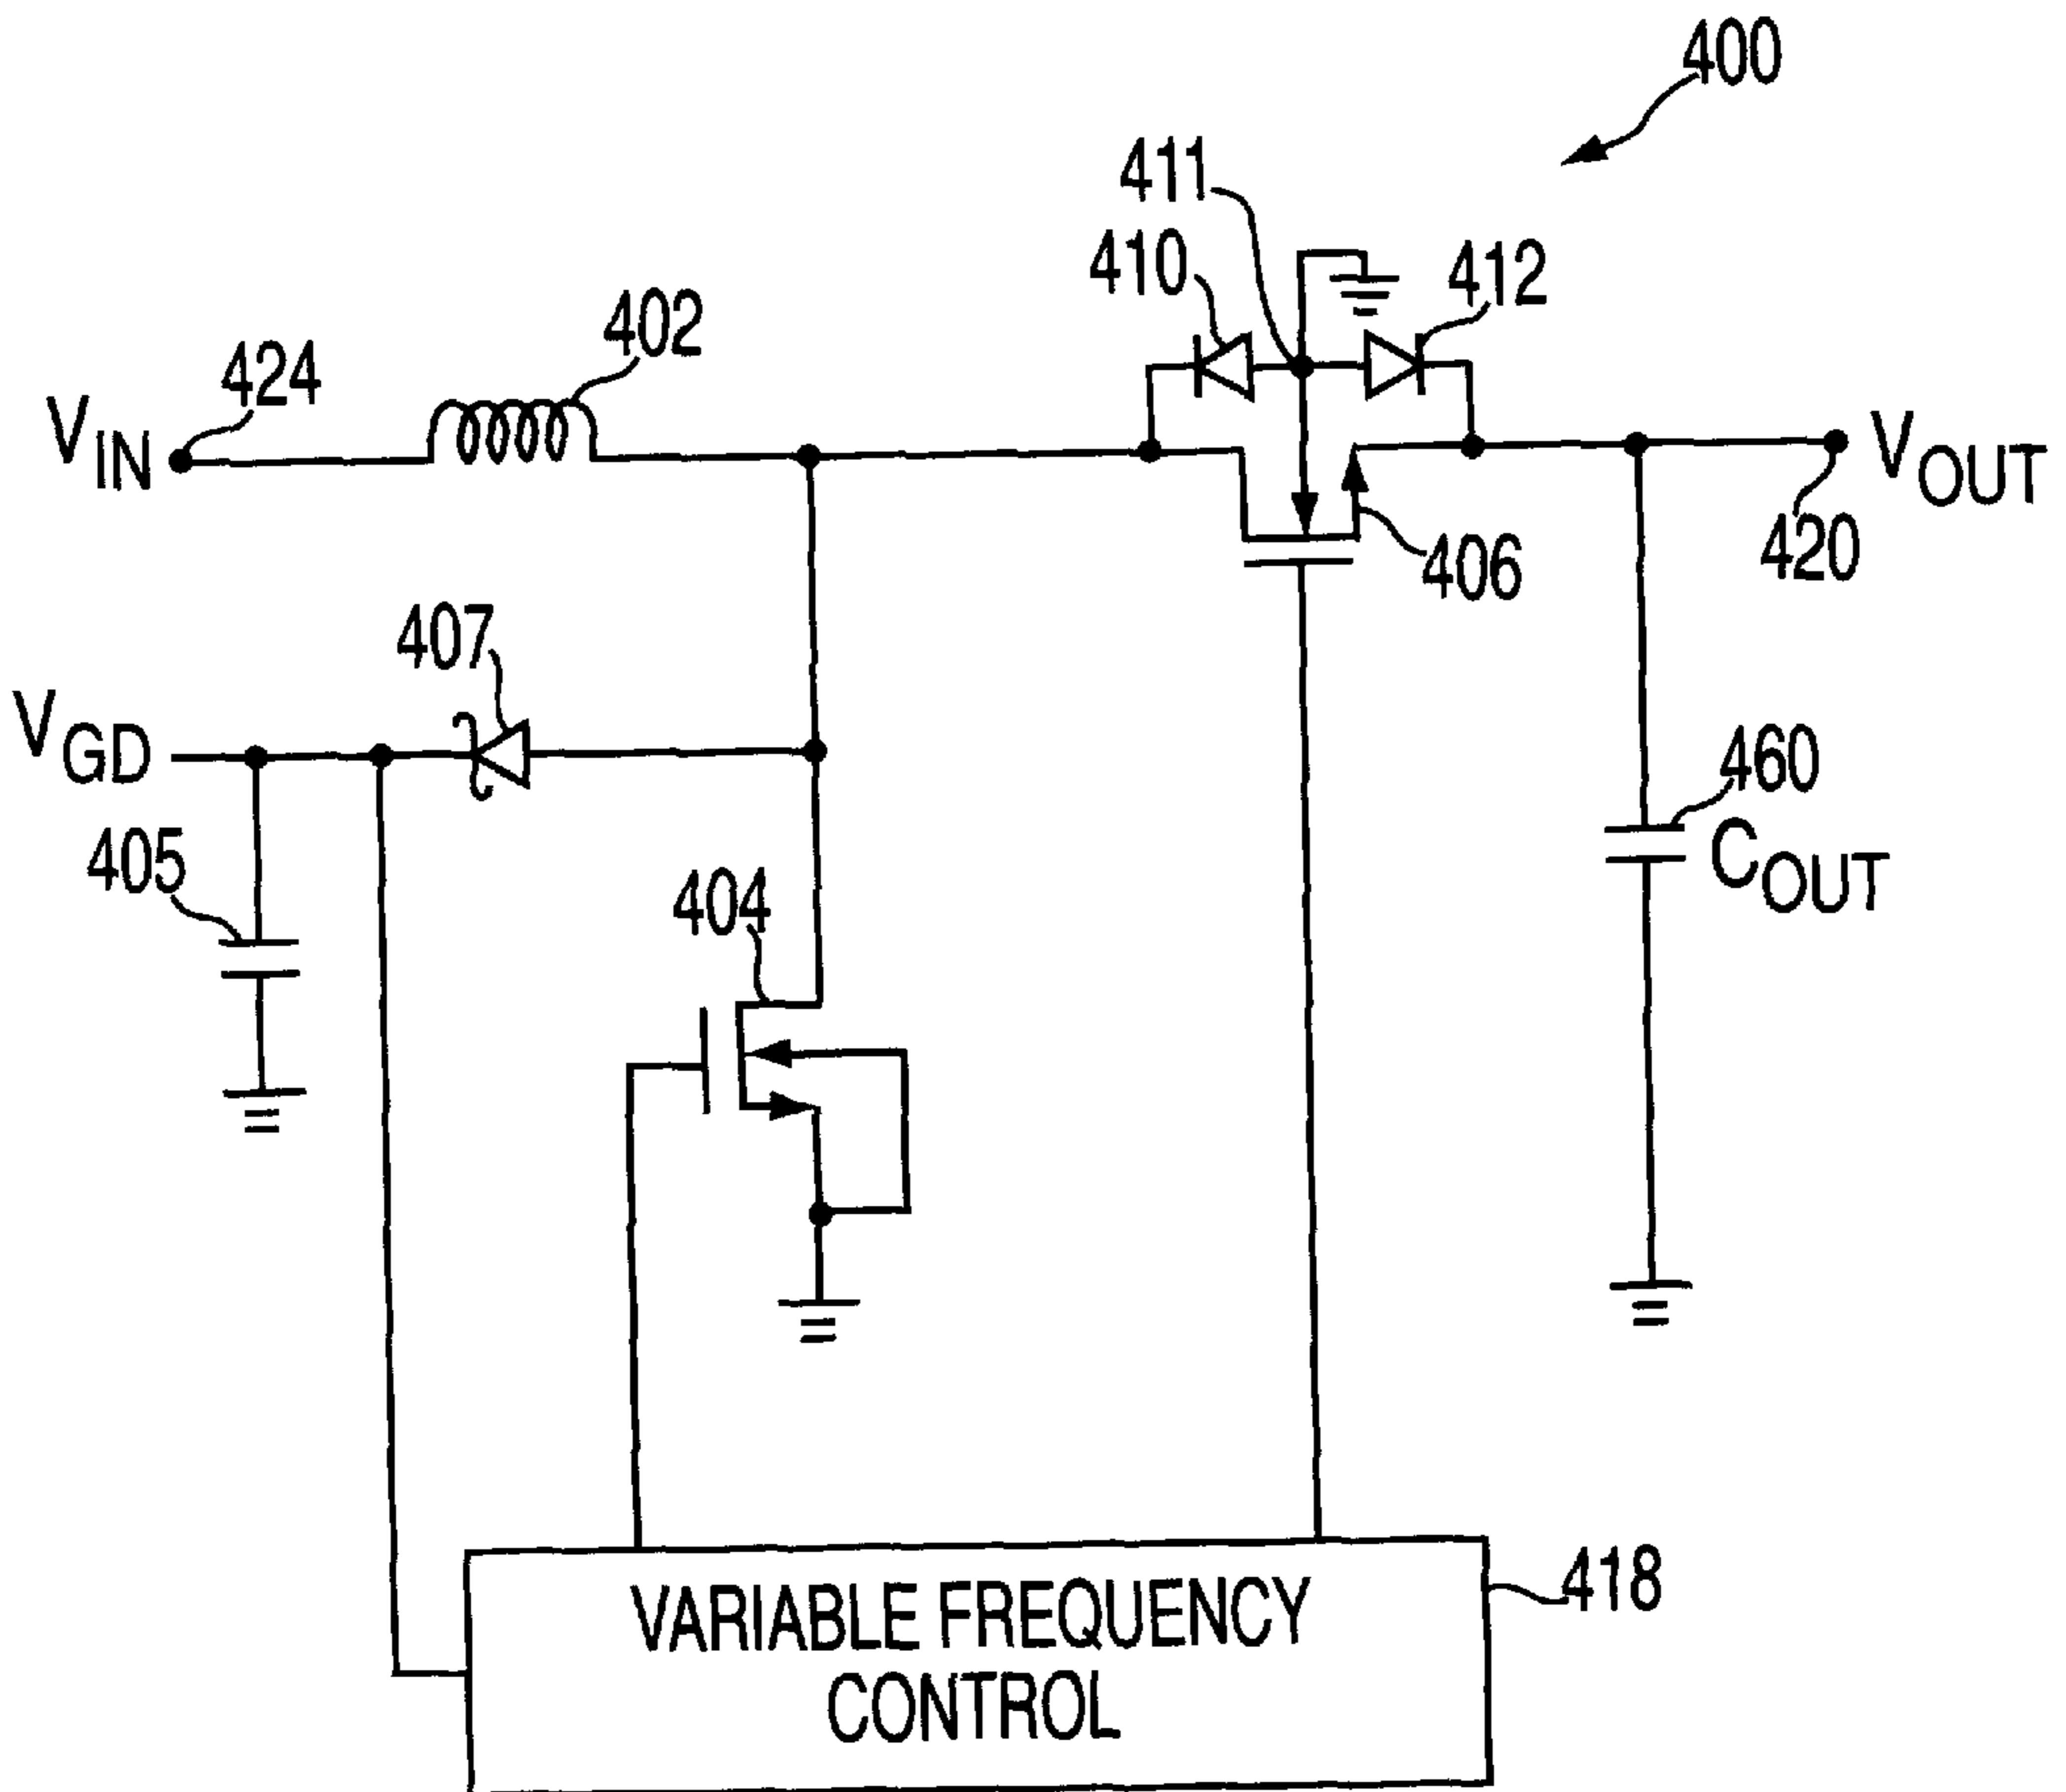 400
411
410
412
402
424
VIN
VOUT
420
406
407
VGD
460
COUT
405
404
VARIABLE FREQUENCY
CONTROL
418